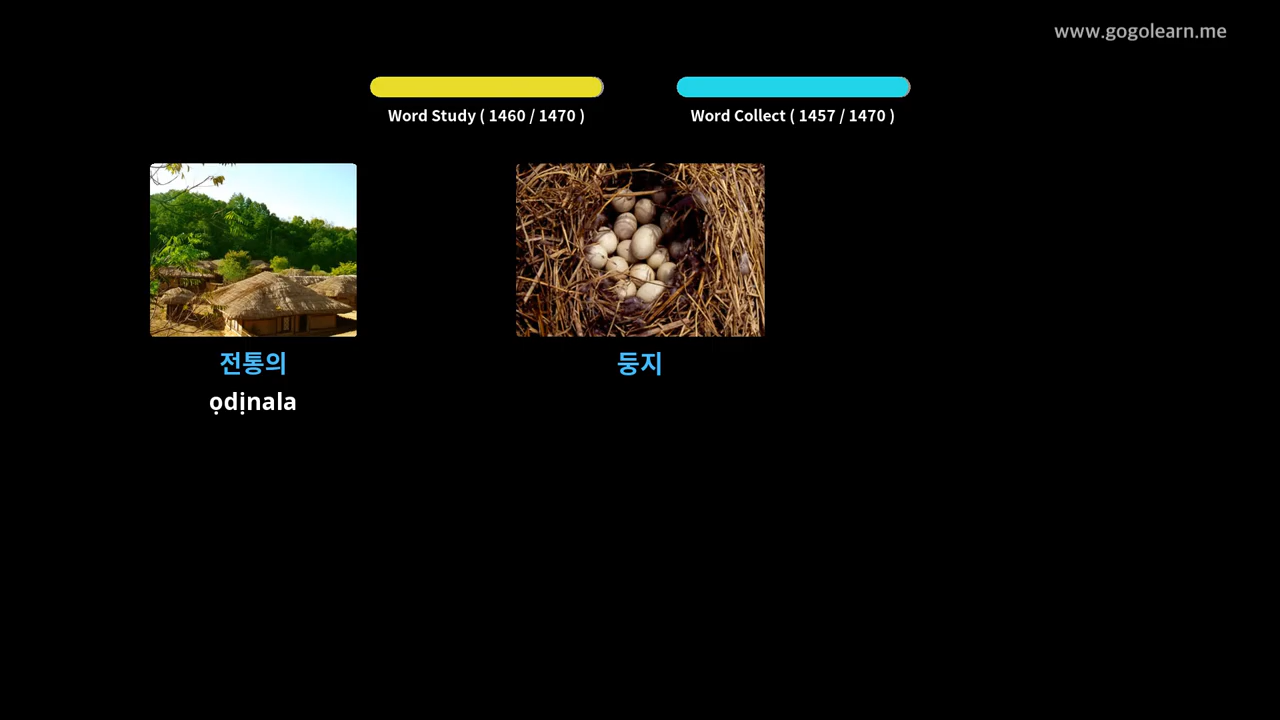 www.gogolearn.me
Word Study ( 1460 / 1470 )
Word Collect ( 1457 / 1470 )
전통의
둥지
ọdịnala